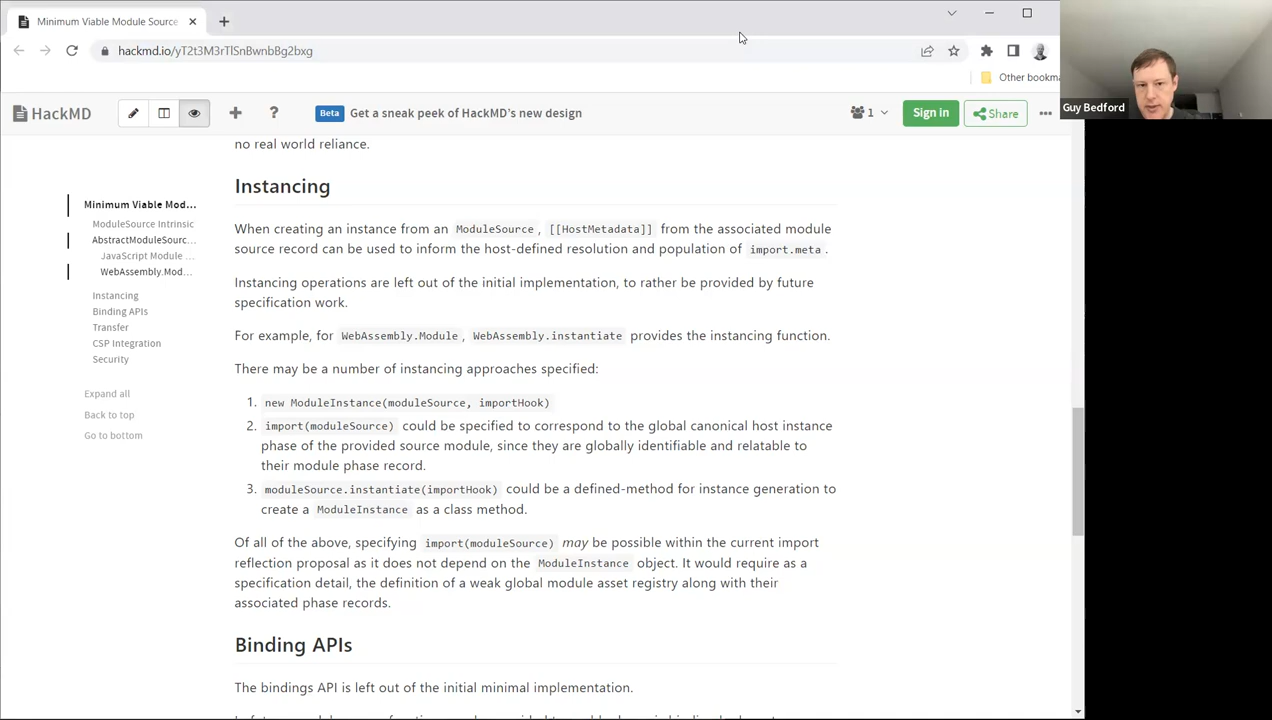 Minimum Viable Module Source
hackmd.io/yT2t3M3rTlSnBwnbBg2bxg
Other bookma
HackMD
Beta
Get a sneak peek of HackMD's new design
1
Sign in
Share
Guy Bedford
Minimum Viable Mod...
ModuleSource Intrinsic
AbstractModuleSourc...
JavaScript Module ...
WebAssembly.Mod...
Instancing
Binding APIs
Transfer
CSP Integration
Security
Expand all
Back to top
Go to bottom
no real world reliance.
Instancing
When creating an instance from an ModuleSource, [[HostMetadata]] from the associated module
source record can be used to inform the host-defined resolution and population of import.meta.
Instancing operations are left out of the initial implementation, to rather be provided by future
specification work.
For example, for WebAssembly.Module, WebAssembly.instantiate provides the instancing function.
There may be a number of instancing approaches specified:
1. new ModuleInstance(moduleSource, importHook)
2. import(moduleSource) could be specified to correspond to the global canonical host instance
phase of the provided source module, since they are globally identifiable and relatable to
their module phase record.
3. moduleSource.instantiate(importHook) could be a defined-method for instance generation to
create a ModuleInstance as a class method.
Of all of the above, specifying import(moduleSource) may be possible within the current import
reflection proposal as it does not depend on the ModuleInstance object. It would require as a
specification detail, the definition of a weak global module asset registry along with their
associated phase records.
Binding APIs
The bindings API is left out of the initial minimal implementation.